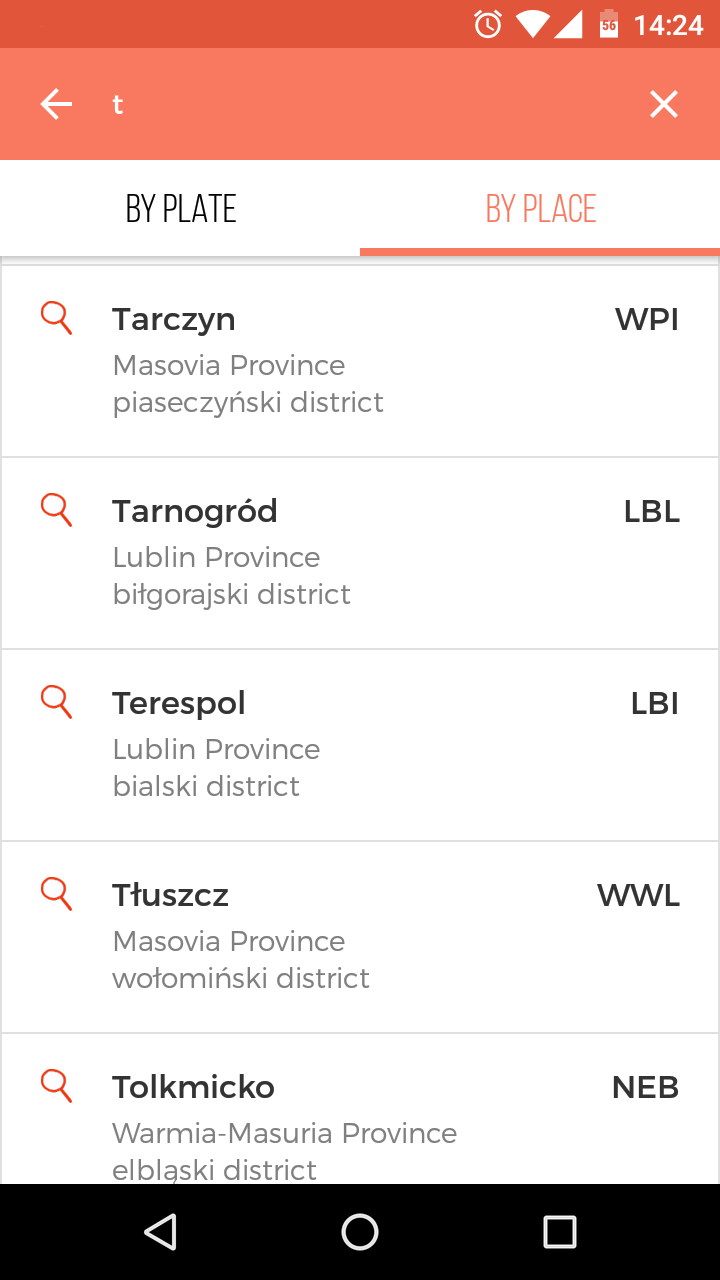 56 14:24
t
BY PLATE BY PLACE
Tarczyn WPI
Masovia Province
piaseczyński district
Tarnogród LBL
Lublin Province
biłgorajski district
Terespol LBI
Lublin Province
bialski district
Tłuszcz WWL
Masovia Province
wołomiński district
Tolkmicko NEB
Warmia-Masuria Province
elbląski district